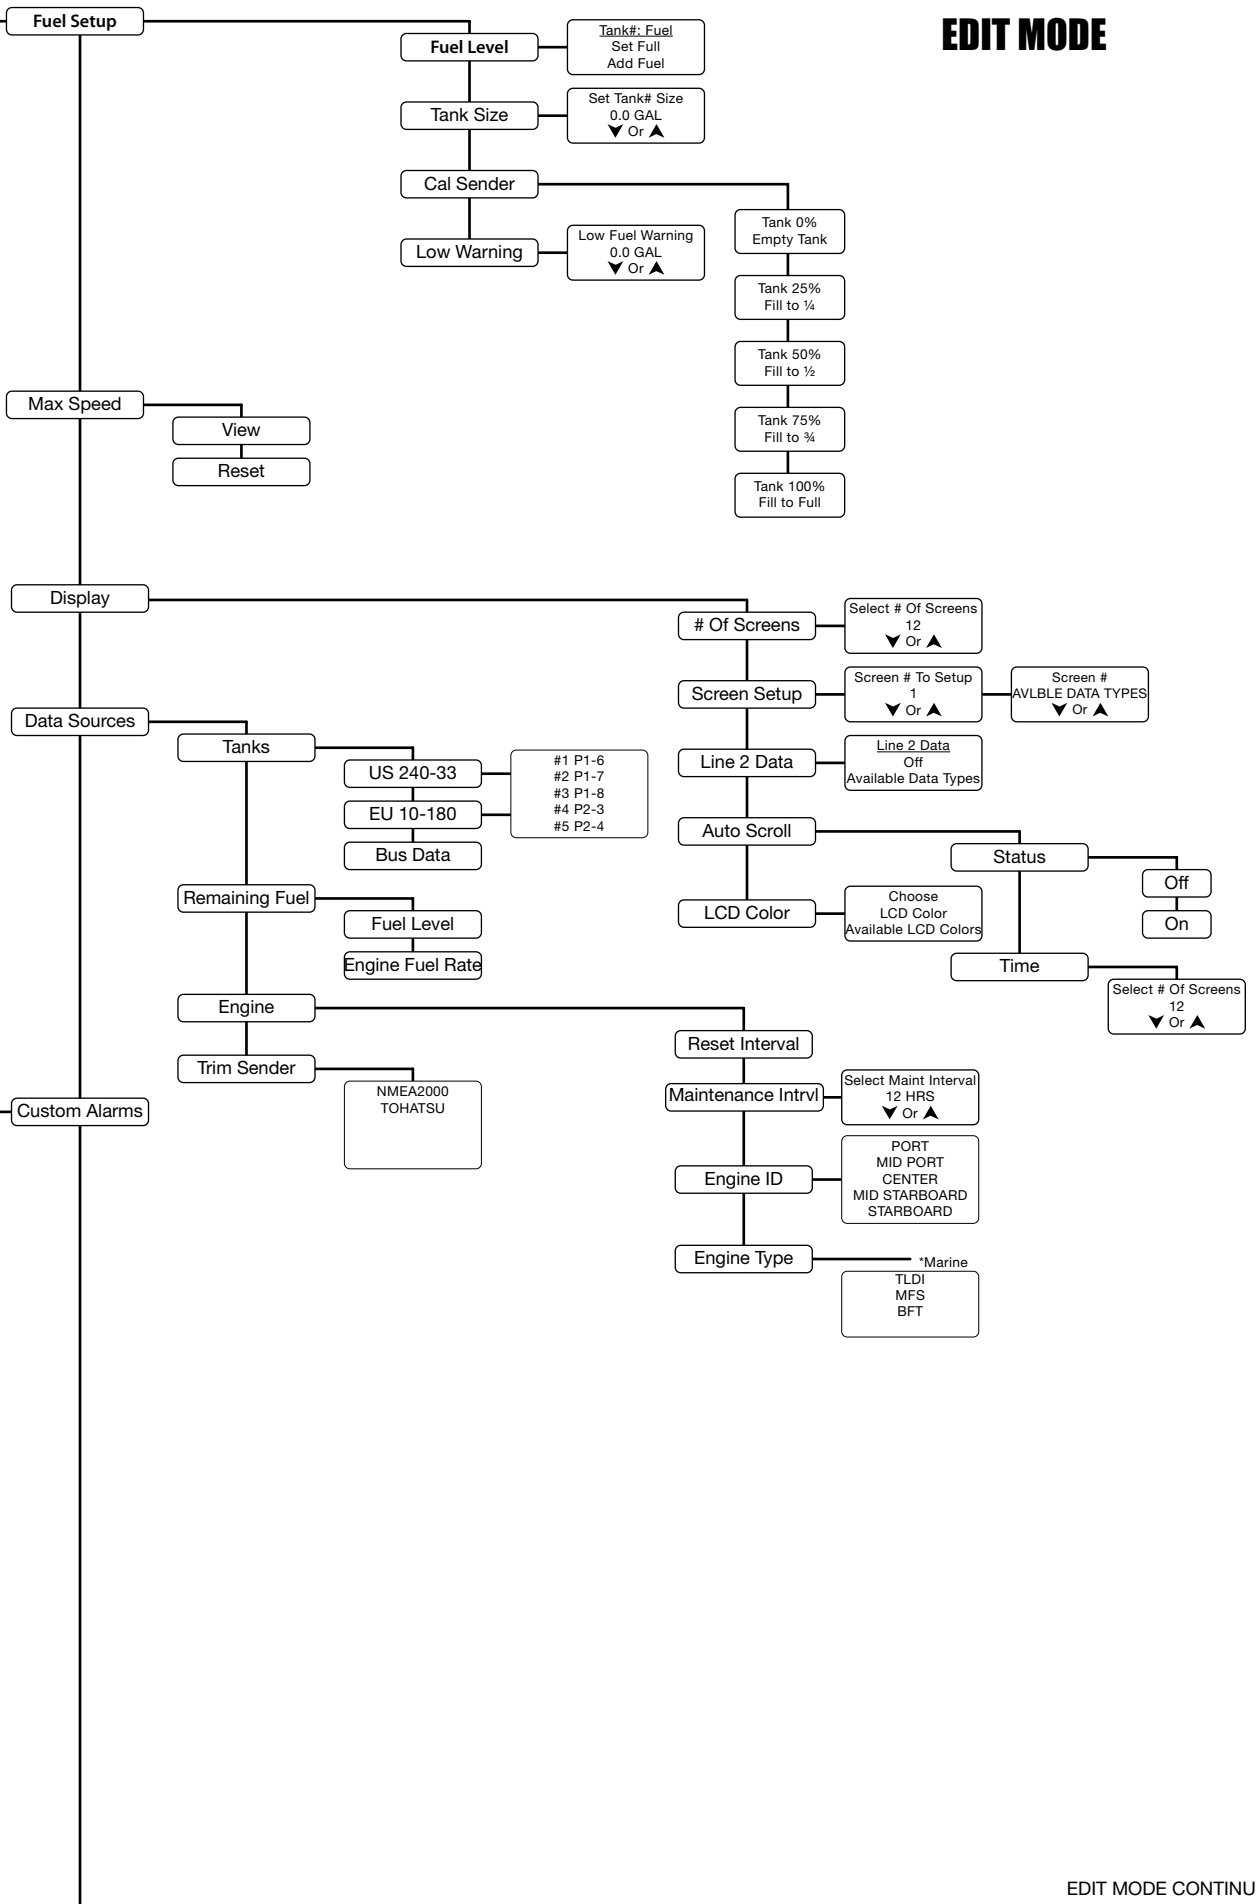 EDIT MODE
Fuel Setup
Fuel Level
Tank#: Fuel
Set Full
Add Fuel
Tank Size
Set Tank# Size
0.0 GAL
Or
Cal Sender
Tank 0%
Empty Tank
Tank 25%
Fill to ¼
Tank 50%
Fill to ½
Tank 75%
Fill to ¾
Tank 100%
Fill to Full
Low Warning
Low Fuel Warning
0.0 GAL
Or
Max Speed
View
Reset
Display
# Of Screens
Select # Of Screens
12
Or
Screen Setup
Screen # To Setup
1
Or
Screen #
AVLBLE DATA TYPES
Or
Line 2 Data
Line 2 Data
Off
Available Data Types
Auto Scroll
Status
Off
On
Time
Select # Of Screens
12
Or
LCD Color
Choose
LCD Color
Available LCD Colors
Data Sources
Tanks
US 240-33
EU 10-180
Bus Data
#1 P1-6
#2 P1-7
#3 P1-8
#4 P2-3
#5 P2-4
Remaining Fuel
Fuel Level
Engine Fuel Rate
Engine
Reset Interval
Maintenance Intrvl
Select Maint Interval
12 HRS
Or
Engine ID
PORT
MID PORT
CENTER
MID STARBOARD
STARBOARD
Engine Type
*Marine
TLDI
MFS
BFT
Trim Sender
NMEA2000
TOHATSU
Custom Alarms
EDIT MODE CONTINU